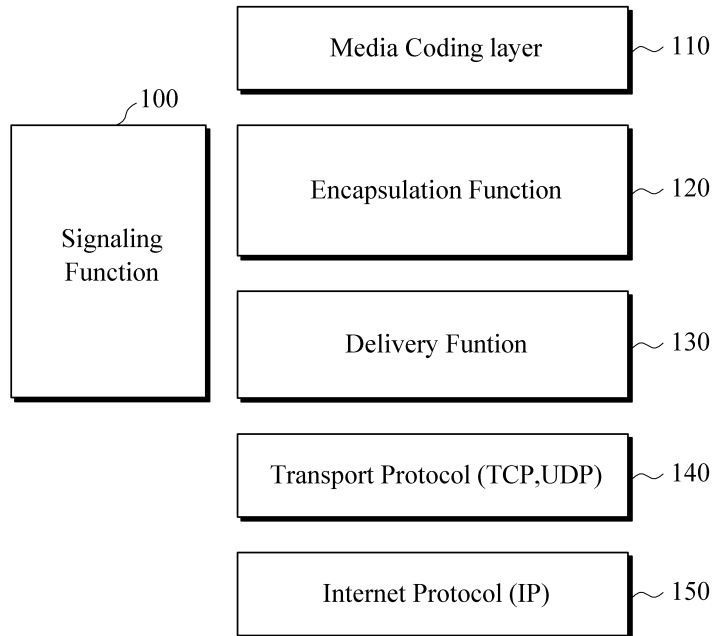 Media Coding layer
110
100
Signaling
Function
Encapsulation Function
120
Delivery Funtion
130
Transport Protocol (TCP,UDP)
140
Internet Protocol (IP)
150